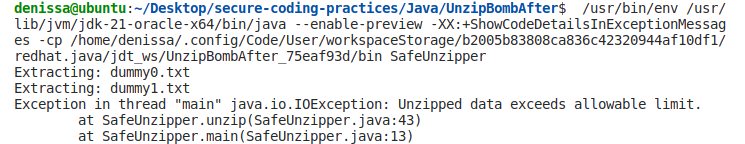 denissa@ubuntu:~/Desktop/secure-coding-practices/Java/UnzipBombAfter$  /usr/bin/env /usr/
lib/jvm/jdk-21-oracle-x64/bin/java --enable-preview -XX:+ShowCodeDetailsInExceptionMessag
es -cp /home/denissa/.config/Code/User/workspaceStorage/b2005b83808ca836c42320944af10df1/
redhat.java/jdt_ws/UnzipBombAfter_75eaf93d/bin SafeUnzipper
Extracting: dummy0.txt
Extracting: dummy1.txt
Exception in thread "main" java.io.IOException: Unzipped data exceeds allowable limit.
        at SafeUnzipper.unzip(SafeUnzipper.java:43)
        at SafeUnzipper.main(SafeUnzipper.java:13)